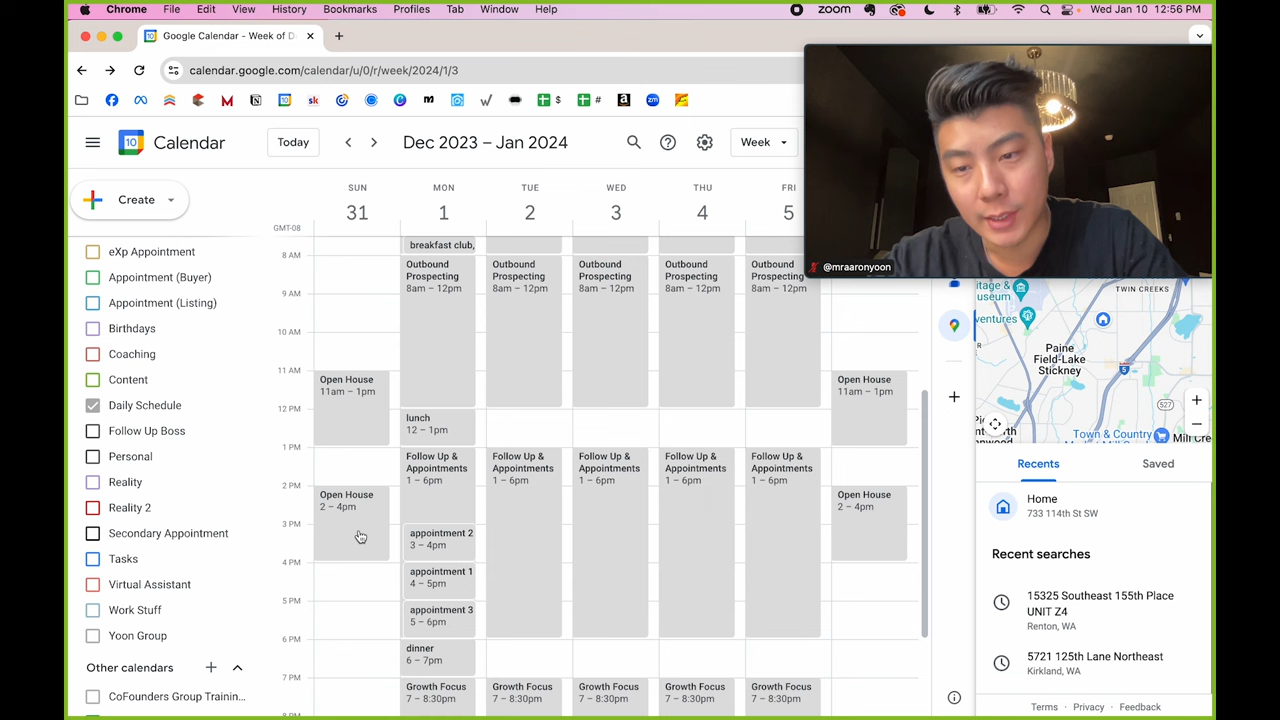 Chrome File Edit View History Bookmarks Profiles Tab Window Help zoom Wed Jan 10 12:56 PM
Google Calendar - Week of D
calendar.google.com/calendar/u/0/r/week/2024/1/3
$ #
10 Calendar Today Dec 2023 – Jan 2024 Week
Create
SUN MON TUE WED THU FRI
31 1 2 3 4 5
GMT-08
@mraaronyoon
eXp Appointment
Appointment (Buyer)
Appointment (Listing)
Birthdays
Coaching
Content
Daily Schedule
Follow Up Boss
Personal
Reality
Reality 2
Secondary Appointment
Tasks
Virtual Assistant
Work Stuff
Yoon Group
Other calendars
CoFounders Group Trainin...
8 AM
9 AM
10 AM
11 AM
12 PM
1 PM
2 PM
3 PM
4 PM
5 PM
6 PM
7 PM
Open House
11am – 1pm
Open House
2 – 4pm
breakfast club,
Outbound
Prospecting
8am – 12pm
lunch
12 – 1pm
Follow Up &
Appointments
1 – 6pm
appointment 2
3 – 4pm
appointment 1
4 – 5pm
appointment 3
5 – 6pm
dinner
6 – 7pm
Growth Focus
7 – 8:30pm
Outbound
Prospecting
8am – 12pm
Follow Up &
Appointments
1 – 6pm
Growth Focus
7 – 8:30pm
Outbound
Prospecting
8am – 12pm
Follow Up &
Appointments
1 – 6pm
Growth Focus
7 – 8:30pm
Outbound
Prospecting
8am – 12pm
Follow Up &
Appointments
1 – 6pm
Growth Focus
7 – 8:30pm
Outbound
Prospecting
8am – 12pm
Follow Up &
Appointments
1 – 6pm
Growth Focus
7 – 8:30pm
Open House
11am – 1pm
Open House
2 – 4pm
TWIN CREEKS
Paine
Field-Lake
Stickney
5
527
Town & Country
Mill Cre
Recents Saved
Home
733 114th St SW
Recent searches
15325 Southeast 155th Place
UNIT Z4
Renton, WA
5721 125th Lane Northeast
Kirkland, WA
Terms · Privacy · Feedback